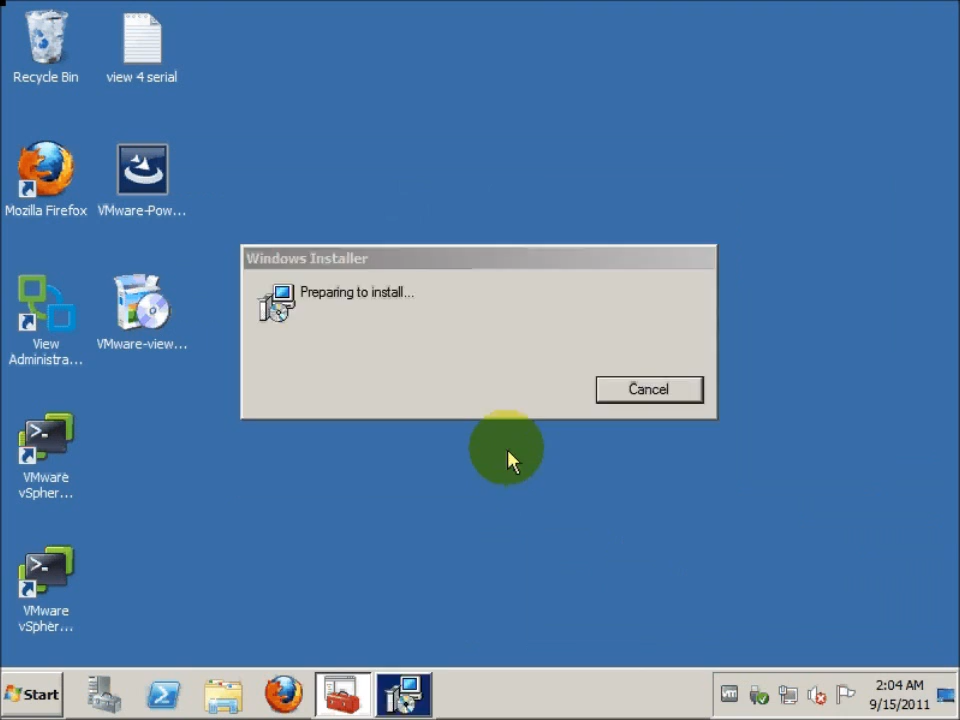 Recycle Bin
view 4 serial
Mozilla Firefox
VMware-Pow...
Windows Installer
Preparing to install...
Cancel
View
Administra...
VMware-view...
VMware
vSpher...
VMware
vSpher...
Start
vm
2:04 AM
9/15/2011